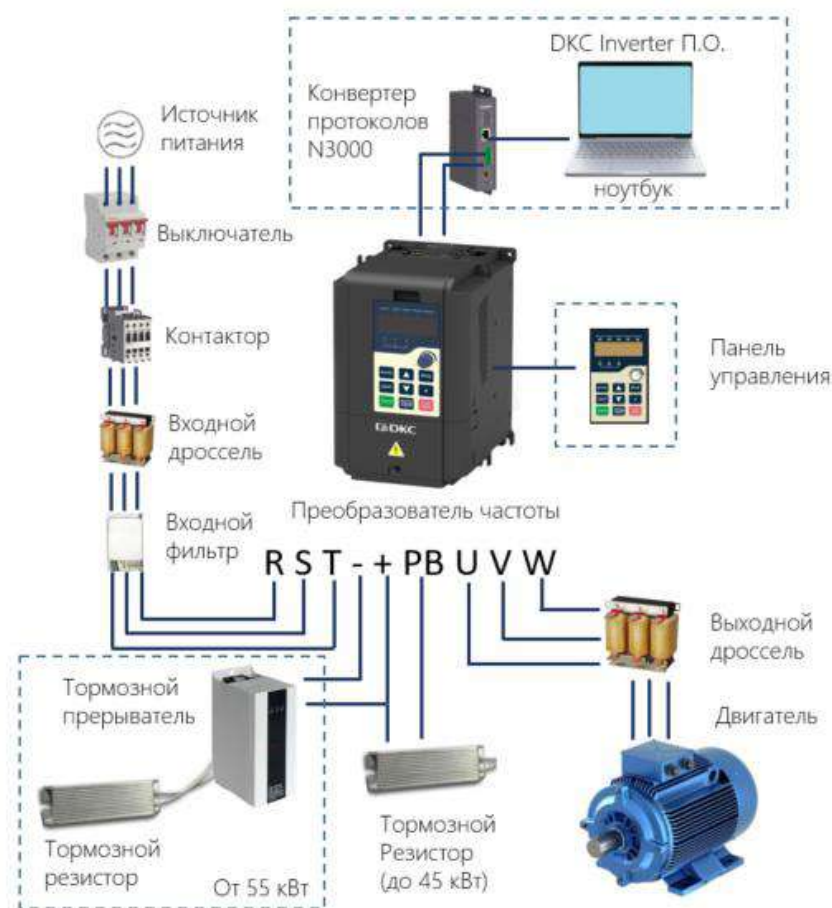 DKC Inverter П.О.
Конвертер
протоколов
N3000
ноутбук
Источник
питания
Выключатель
Контактор
Входной
дроссель
Входной
фильтр
DKC
Панель
управления
Преобразователь частоты
R S T - + PB U V W
Выходной
дроссель
Двигатель
Тормозной
прерыватель
Тормозной
резистор
От 55 кВт
Тормозной
Резистор
(до 45 кВт)